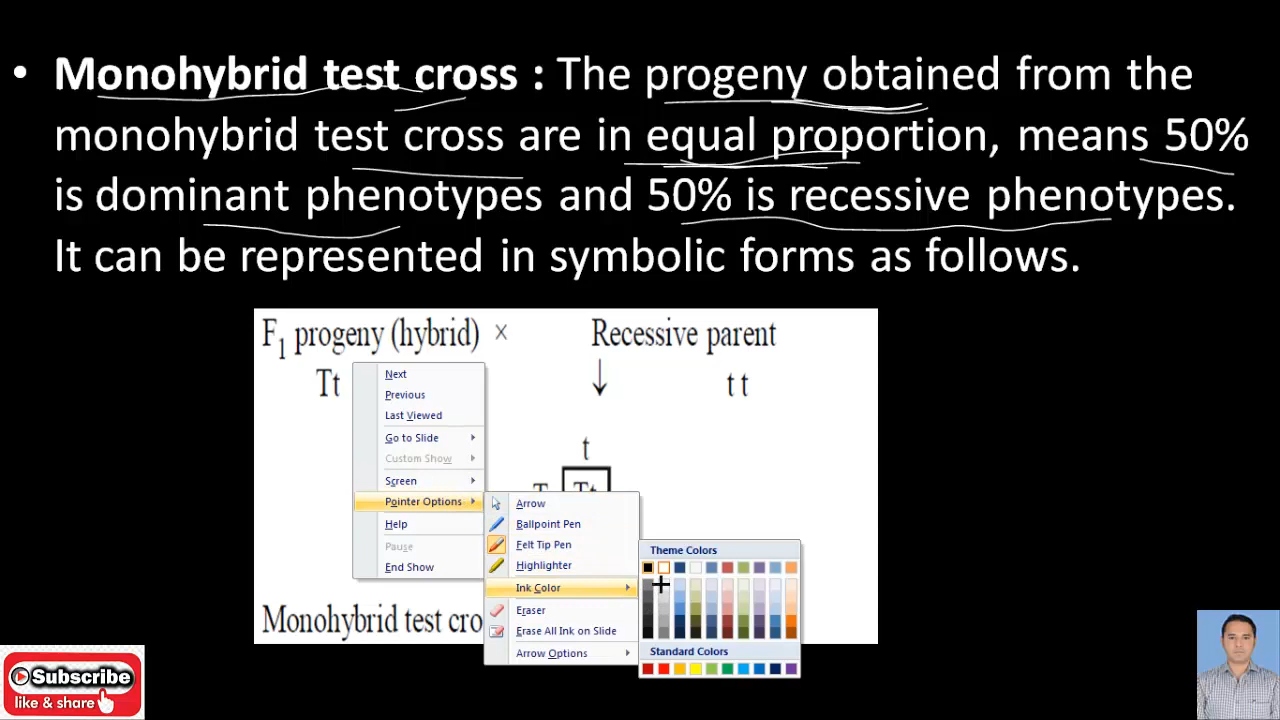 • Monohybrid test cross : The progeny obtained from the
monohybrid test cross are in equal proportion, means 50%
is dominant phenotypes and 50% is recessive phenotypes.
It can be represented in symbolic forms as follows.
F1 progeny (hybrid) × Recessive parent
Tt t t
t
Tt
Monohybrid test
Next
Previous
Last Viewed
Go to Slide
Custom Show
Screen
Pointer Options
Help
Pause
End Show
Arrow
Ballpoint Pen
Felt Tip Pen
Highlighter
Ink Color
Eraser
Erase All Ink on Slide
Arrow Options
Theme Colors
Standard Colors
Subscribe
like & share